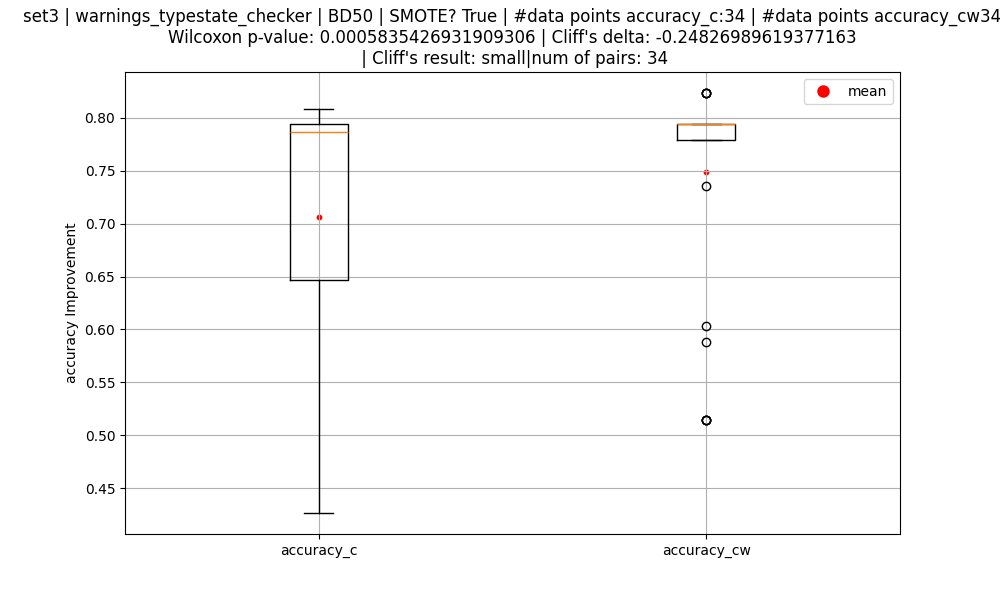 set3 | warnings_typestate_checker | BD50 | SMOTE? True | #data points accuracy_c:34 | #data points accuracy_cw34
Wilcoxon p-value: 0.0005835426931909306 | Cliff's delta: -0.24826989619377163
| Cliff's result: small|num of pairs: 34
mean
0.80
0.75
0.70
0.65
0.60
0.55
0.50
0.45
accuracy Improvement
accuracy_c
accuracy_cw